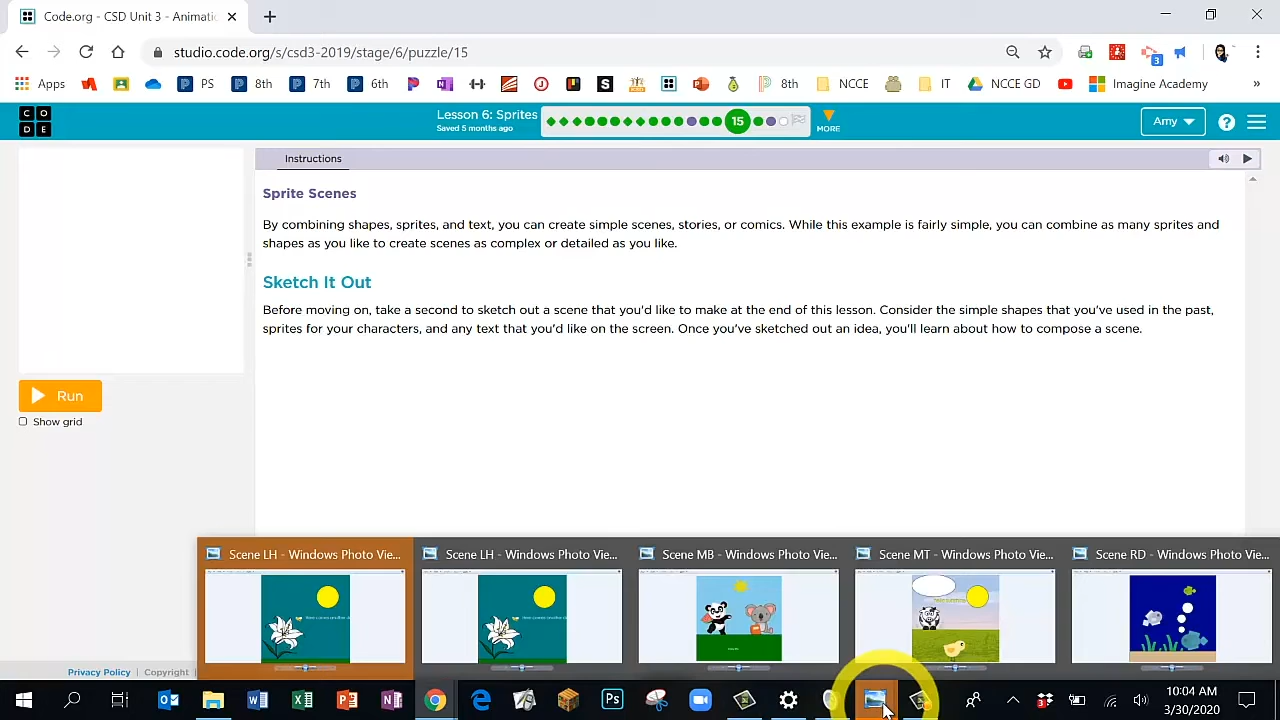 Code.org - CSD Unit 3 - Animatic
studio.code.org/s/csd3-2019/stage/6/puzzle/15
3
Apps
PS
8th
7th
6th
8th
NCCE
IT
NCCE GD
Imagine Academy
»
CODE
Lesson 6: Sprites
Saved 5 months ago
15
MORE
Amy
?
Instructions
Sprite Scenes
By combining shapes, sprites, and text, you can create simple scenes, stories, or comics. While this example is fairly simple, you can combine as many sprites and
shapes as you like to create scenes as complex or detailed as you like.
Sketch It Out
Before moving on, take a second to sketch out a scene that you'd like to make at the end of this lesson. Consider the simple shapes that you've used in the past,
sprites for your characters, and any text that you'd like on the screen. Once you've sketched out an idea, you'll learn about how to compose a scene.
Run
Show grid
Scene LH - Windows Photo Vie...
Scene LH - Windows Photo Vie...
Scene MB - Windows Photo Vie...
Scene MT - Windows Photo Vie...
Scene RD - Windows Photo Vie...
Privacy Policy | Copyright
10:04 AM
3/30/2020